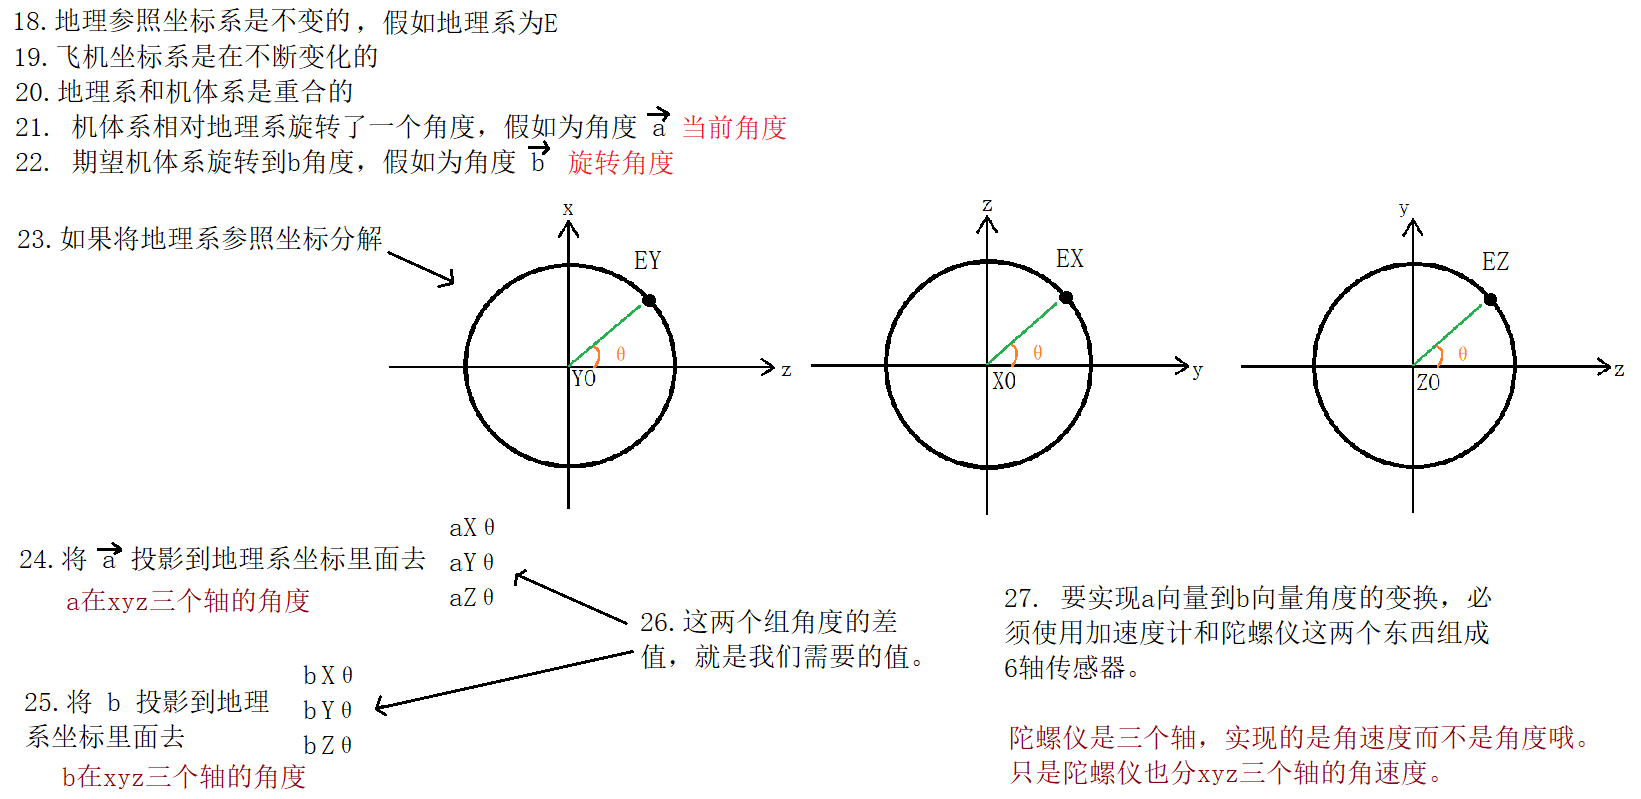 18.地理参照坐标系是不变的，假如地理系为E
19.飞机坐标系是在不断变化的
20.地理系和机体系是重合的
21. 机体系相对地理系旋转了一个角度，假如为角度 a 当前角度
22. 期望机体系旋转到b角度，假如为角度 b 旋转角度
23.如果将地理系参照坐标分解
x
EY
θ
YO
z
z
EX
θ
XO
y
y
EZ
θ
ZO
z
24.将 a 投影到地理系坐标里面去
a在xyz三个轴的角度
aXθ
aYθ
aZθ
25.将 b 投影到地理
系坐标里面去
b在xyz三个轴的角度
bXθ
bYθ
bZθ
26.这两个组角度的差
值，就是我们需要的值。
27. 要实现a向量到b向量角度的变换，必
须使用加速度计和陀螺仪这两个东西组成
6轴传感器。
陀螺仪是三个轴，实现的是角速度而不是角度哦。
只是陀螺仪也分xyz三个轴的角速度。